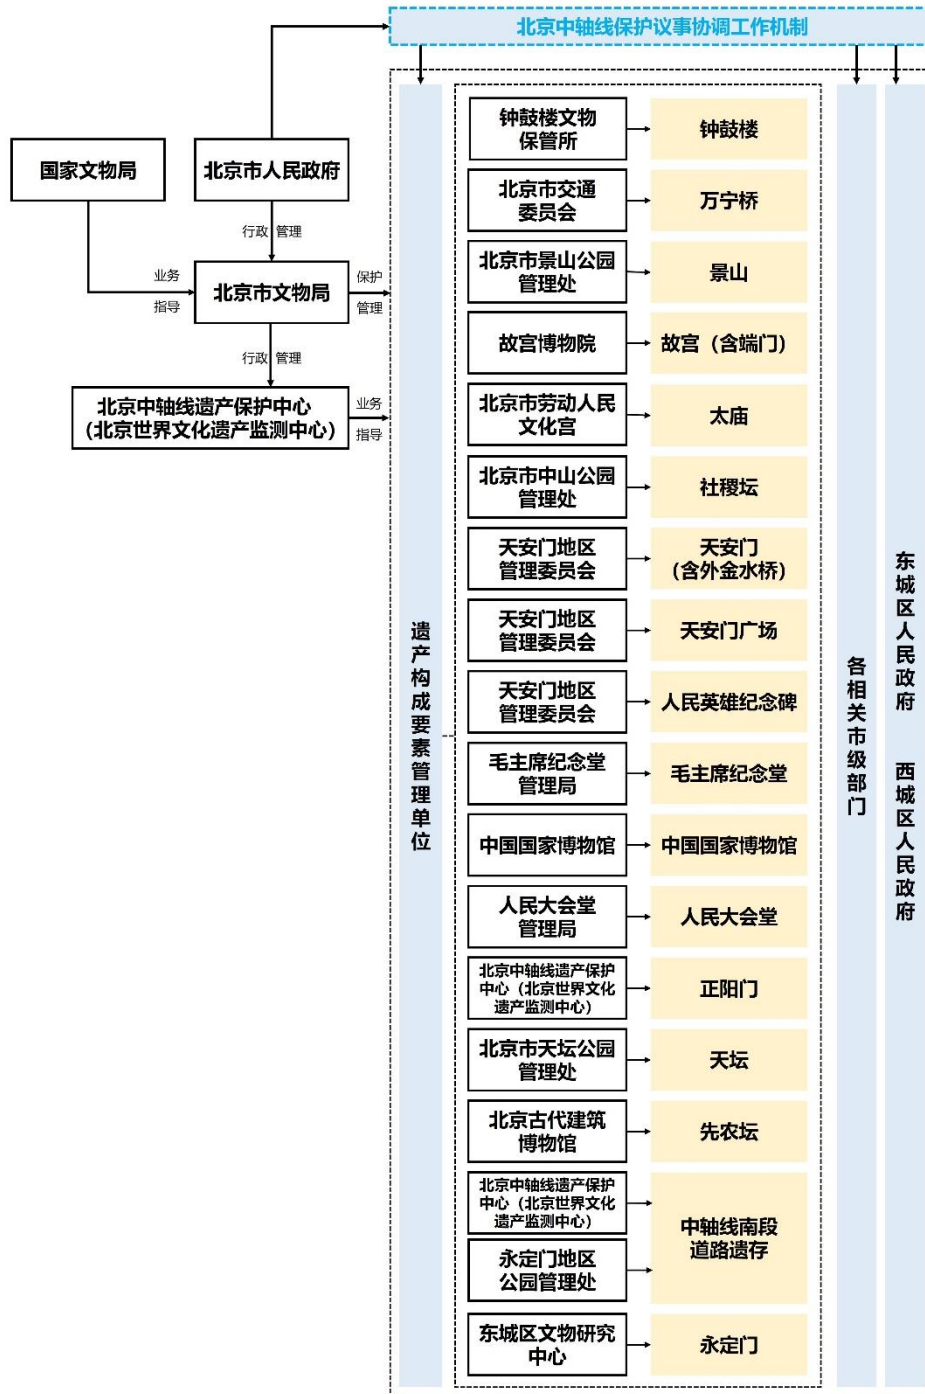 北京中轴线保护议事协调工作机制
国家文物局
北京市人民政府
行政 管理
业务
指导
北京市文物局
保护
管理
行政 管理
北京中轴线遗产保护中心
（北京世界文化遗产监测中心）
业务
指导
遗产构成要素管理单位
钟鼓楼文物
保管所
钟鼓楼
北京市交通
委员会
万宁桥
北京市景山公园
管理处
景山
故宫博物院
故宫（含端门）
北京市劳动人民
文化宫
太庙
北京市中山公园
管理处
社稷坛
天安门地区
管理委员会
天安门
（含外金水桥）
天安门地区
管理委员会
天安门广场
天安门地区
管理委员会
人民英雄纪念碑
毛主席纪念堂
管理局
毛主席纪念堂
中国国家博物馆
中国国家博物馆
人民大会堂
管理局
人民大会堂
北京中轴线遗产保护
中心（北京世界文化
遗产监测中心）
正阳门
北京市天坛公园
管理处
天坛
北京古代建筑
博物馆
先农坛
北京中轴线遗产保护
中心（北京世界文化
遗产监测中心）
永定门地区
公园管理处
中轴线南段
道路遗存
东城区文物研究
中心
永定门
各相关市级部门
东城区人民政府 西城区人民政府